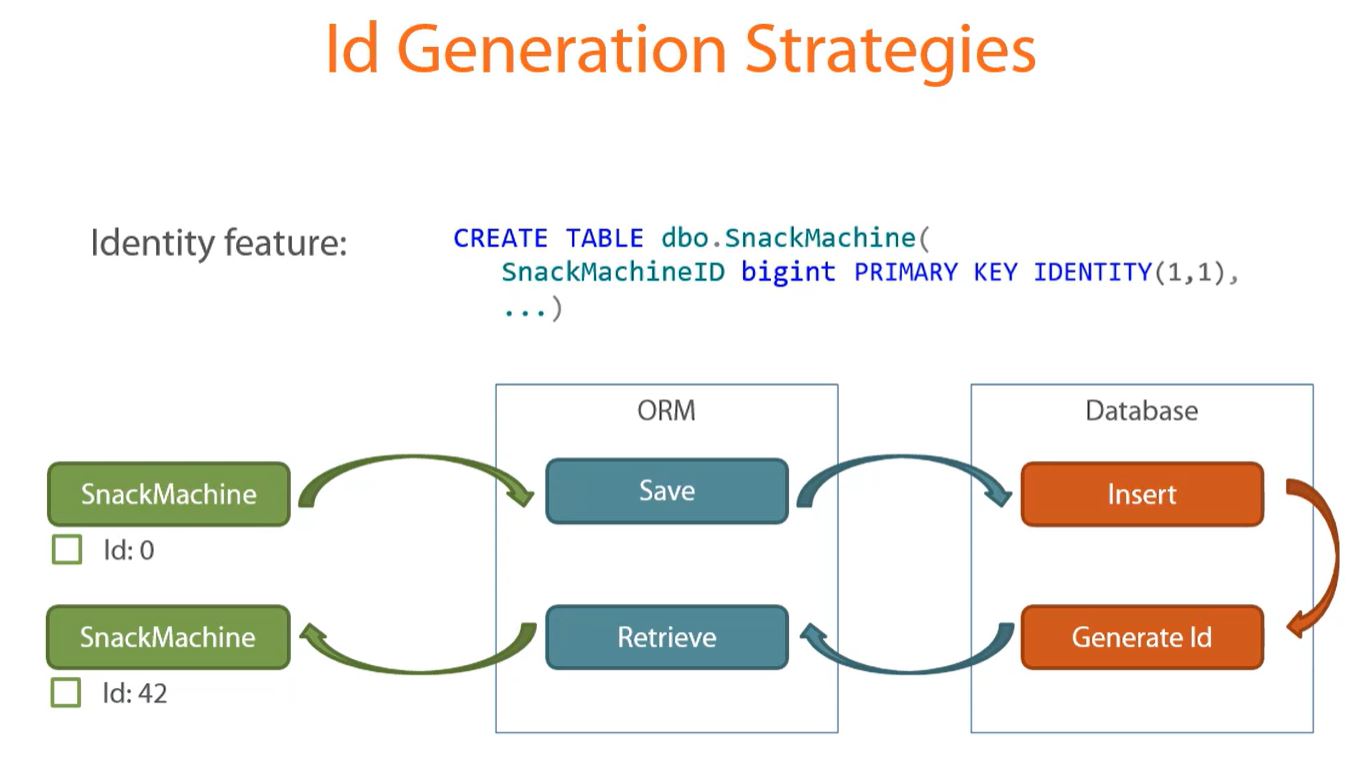 Id Generation Strategies
Identity feature:
CREATE TABLE dbo.SnackMachine(
SnackMachineID bigint PRIMARY KEY IDENTITY(1,1),
...)
ORM
Database
SnackMachine
Save
Insert
Id: 0
SnackMachine
Retrieve
Generate Id
Id: 42